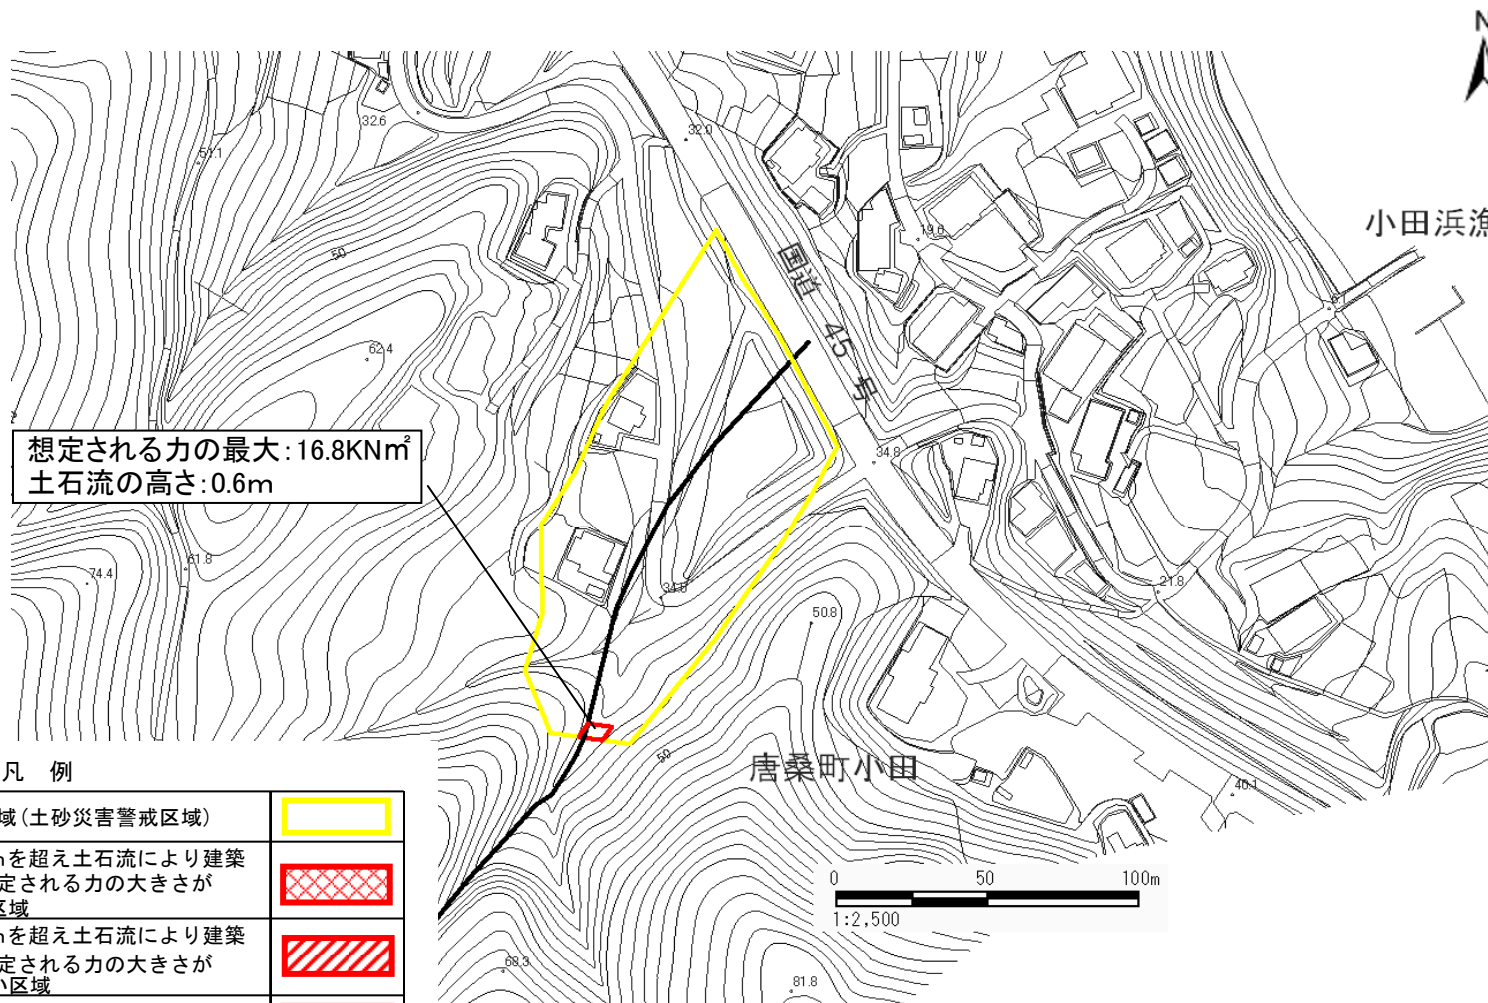 N
32.6
51.1
32.0
小田浜漁
19.6
50
国道 45 号
62.4
想定される力の最大：16.8KN㎡
土石流の高さ：0.6m
34.8
61.8
74.4
34.8
21.8
50.8
50
唐桑町小田
40.1
凡 例
域（土砂災害警戒区域）
mを超え土石流により建築
定される力の大きさが
区域
mを超え土石流により建築
定される力の大きさが
い区域
0 50 100m
1:2,500
68.3
81.8